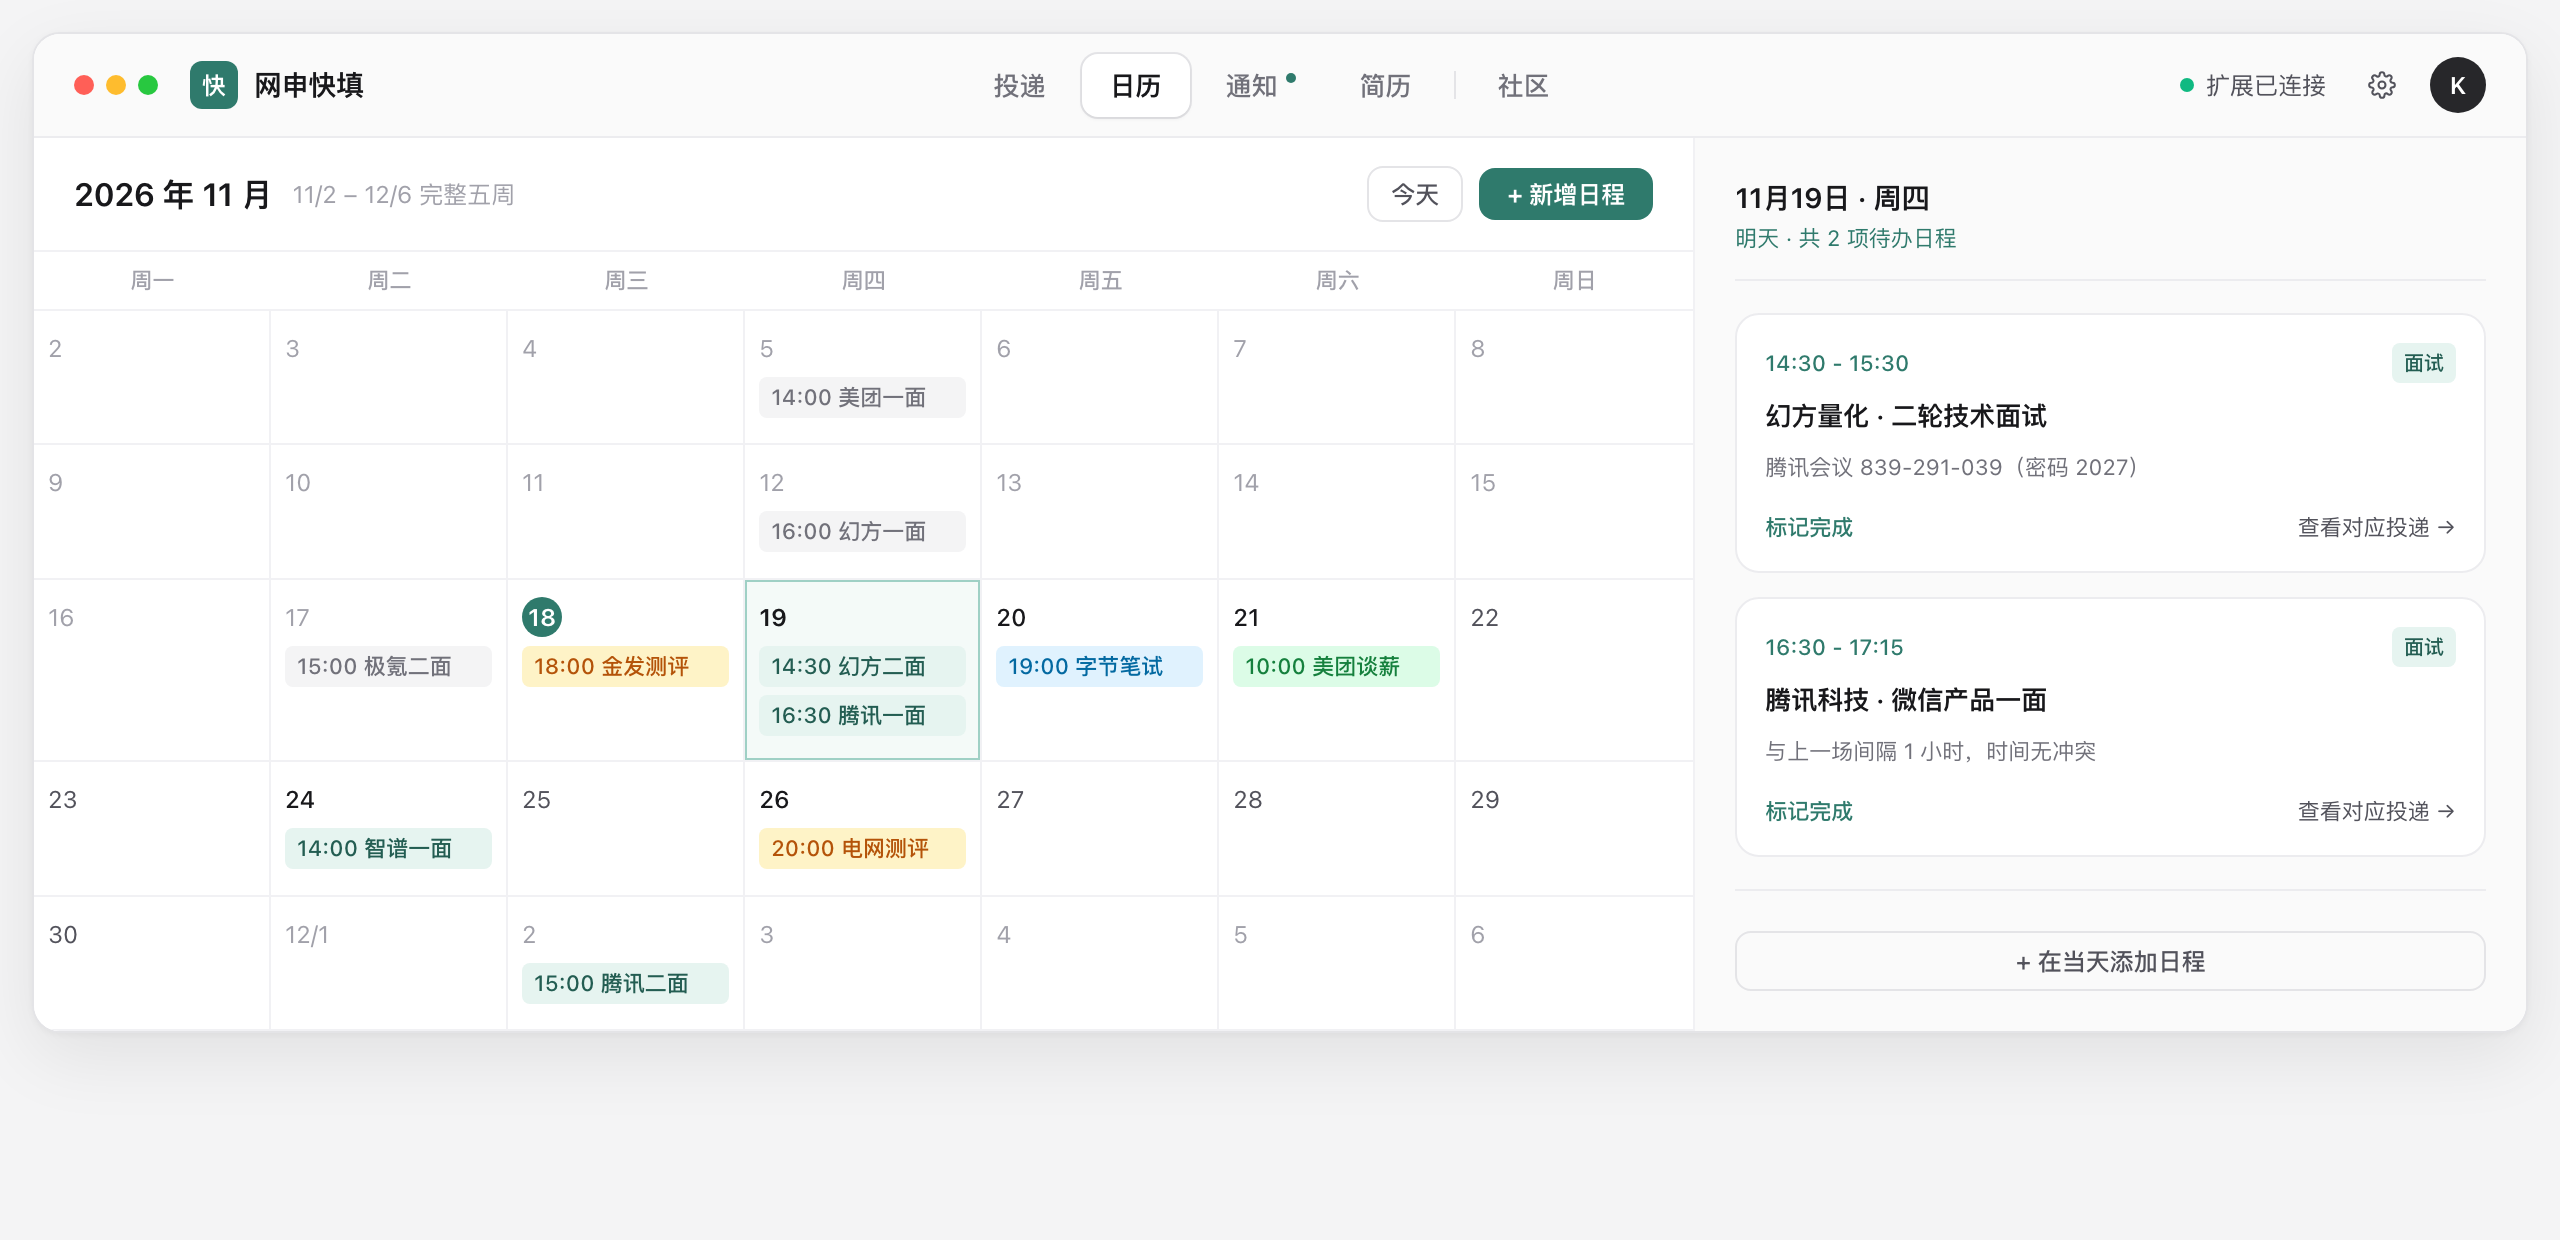 快 网申快填 投递 日历 通知 简历 社区 扩展已连接 K
2026 年 11 月 11/2 – 12/6 完整五周 今天 + 新增日程
周一 周二 周三 周四 周五 周六 周日
2 3 4 5 6 7 8
14:00 美团一面
9 10 11 12 13 14 15
16:00 幻方一面
16 17 18 19 20 21 22
15:00 极氪二面 18:00 金发测评 14:30 幻方二面 19:00 字节笔试 10:00 美团谈薪
16:30 腾讯一面
23 24 25 26 27 28 29
14:00 智谱一面 20:00 电网测评
30 12/1 2 3 4 5 6
15:00 腾讯二面
11月19日 · 周四
明天 · 共 2 项待办日程
14:30 - 15:30 面试
幻方量化 · 二轮技术面试
腾讯会议 839-291-039（密码 2027）
标记完成 查看对应投递 →
16:30 - 17:15 面试
腾讯科技 · 微信产品一面
与上一场间隔 1 小时，时间无冲突
标记完成 查看对应投递 →
+ 在当天添加日程